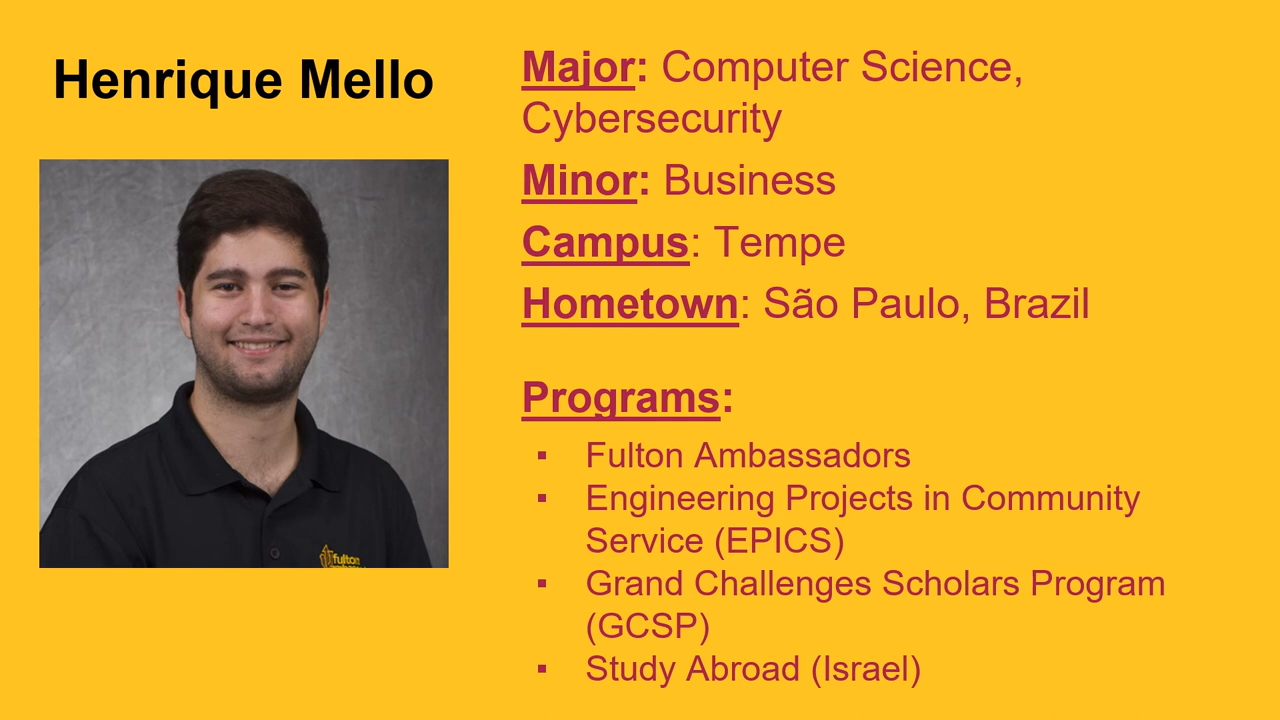 Henrique Mello
Major: Computer Science,
Cybersecurity
Minor: Business
Campus: Tempe
Hometown: São Paulo, Brazil
Programs:
▪ Fulton Ambassadors
▪ Engineering Projects in Community
Service (EPICS)
▪ Grand Challenges Scholars Program
(GCSP)
▪ Study Abroad (Israel)
fulton